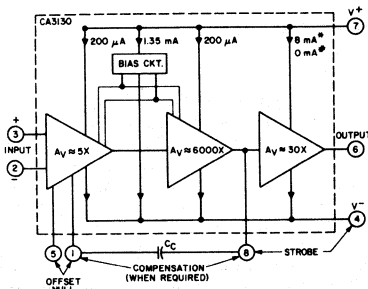 CA3130
V+
7
200 µA
1.35 mA
200 µA
8 mA*
0 mA#
BIAS CKT.
+
3
INPUT
2
−
AV ≈ 5X
AV ≈ 6000X
AV ≈ 30X
OUTPUT
6
V−
4
CC
5
1
8
STROBE
OFFSET
NULL
COMPENSATION
(WHEN REQUIRED)